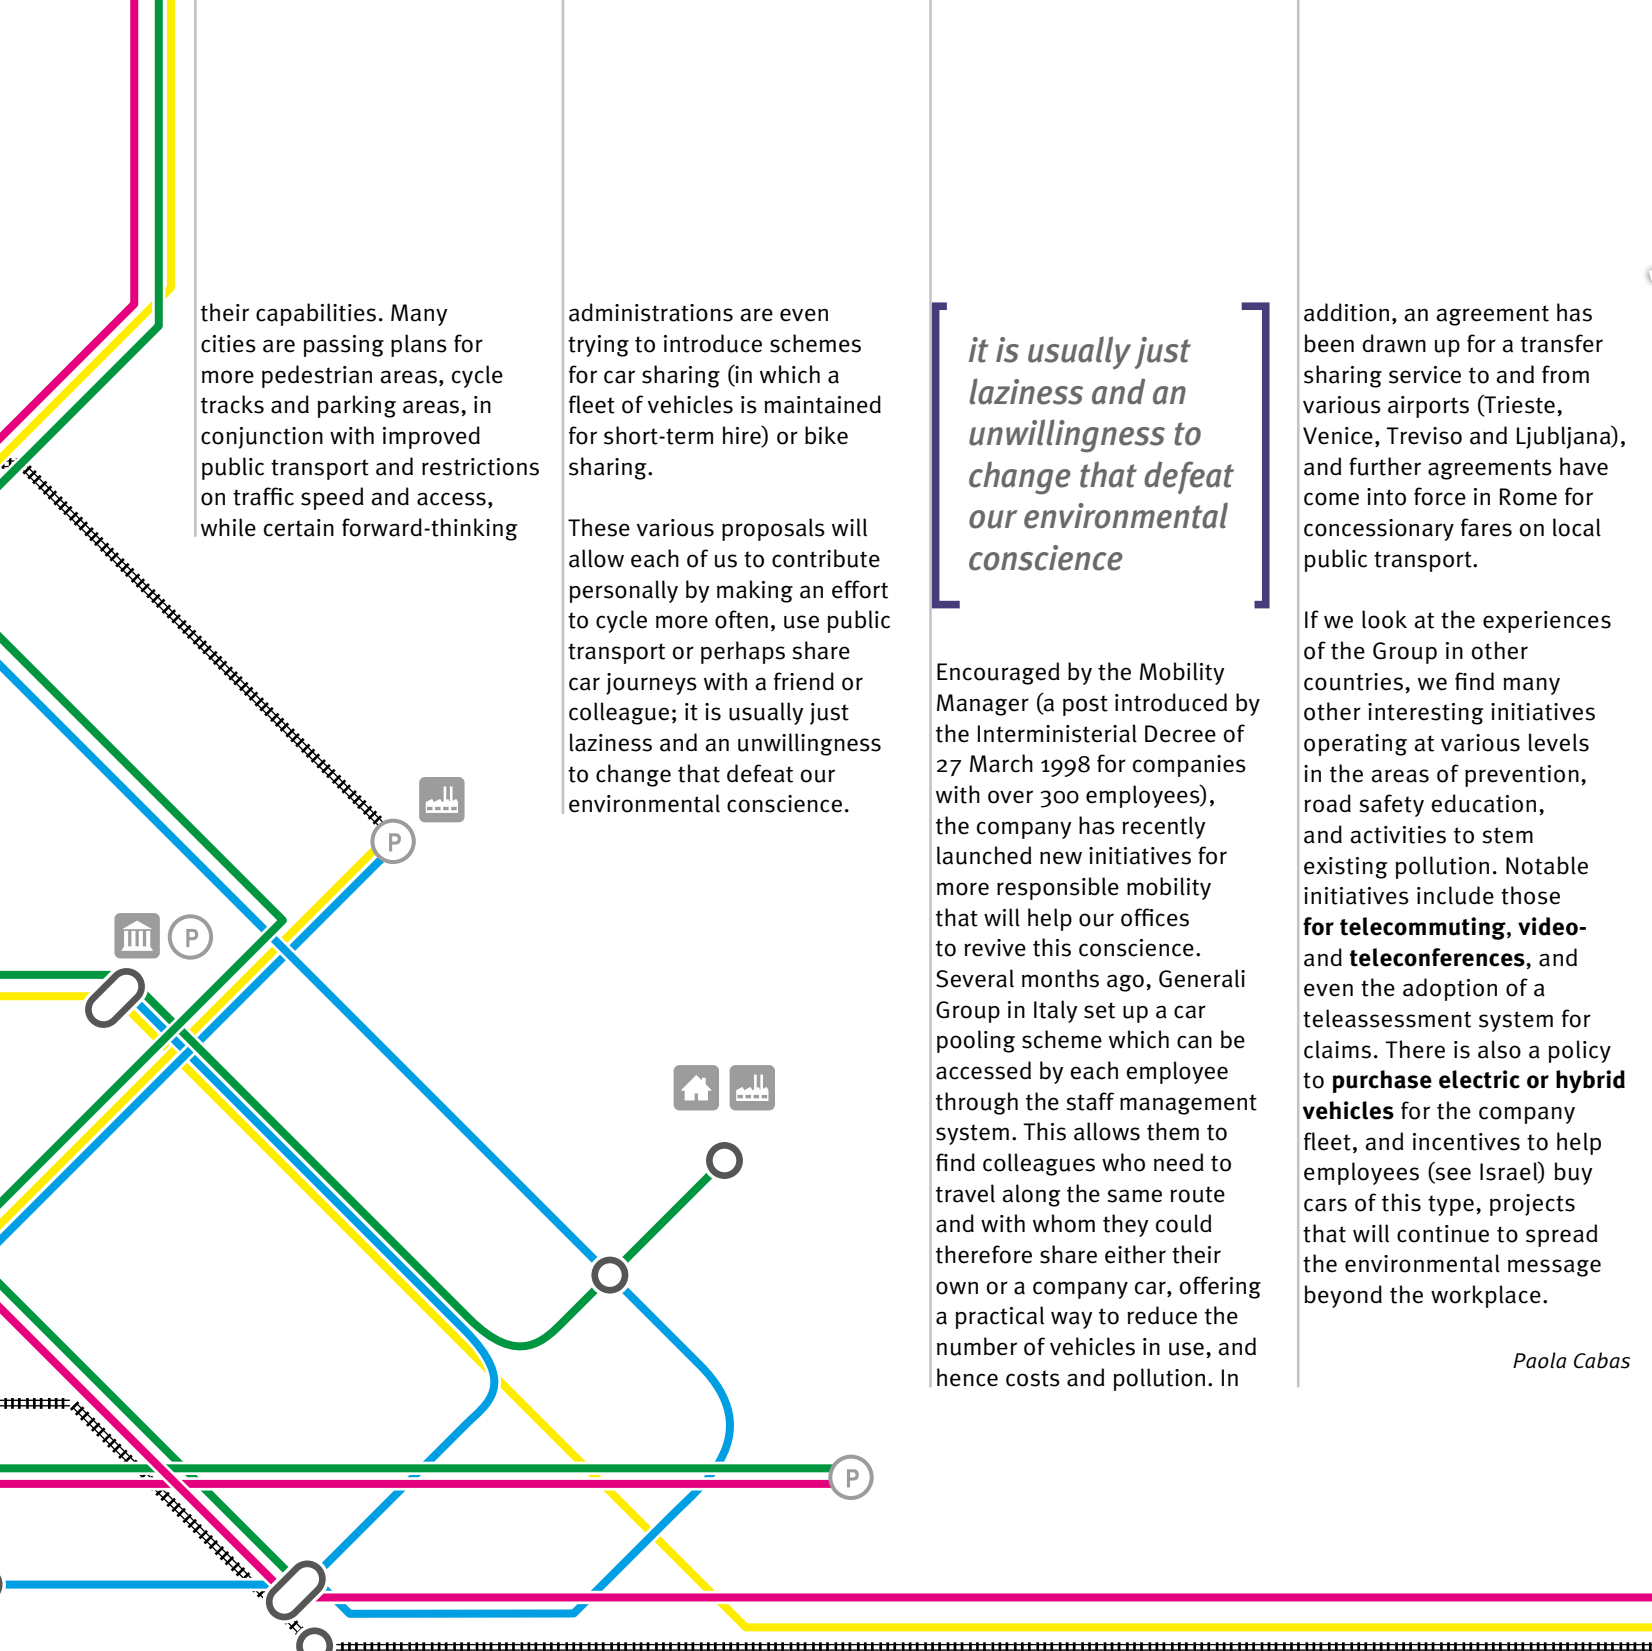 their capabilities. Many
cities are passing plans for
more pedestrian areas, cycle
tracks and parking areas, in
conjunction with improved
public transport and restrictions
on traffic speed and access,
while certain forward-thinking
administrations are even
trying to introduce schemes
for car sharing (in which a
fleet of vehicles is maintained
for short-term hire) or bike
sharing.
These various proposals will
allow each of us to contribute
personally by making an effort
to cycle more often, use public
transport or perhaps share
car journeys with a friend or
colleague; it is usually just
laziness and an unwillingness
to change that defeat our
environmental conscience.
it is usually just
laziness and an
unwillingness to
change that defeat
our environmental
conscience
Encouraged by the Mobility
Manager (a post introduced by
the Interministerial Decree of
27 March 1998 for companies
with over 300 employees),
the company has recently
launched new initiatives for
more responsible mobility
that will help our offices
to revive this conscience.
Several months ago, Generali
Group in Italy set up a car
pooling scheme which can be
accessed by each employee
through the staff management
system. This allows them to
find colleagues who need to
travel along the same route
and with whom they could
therefore share either their
own or a company car, offering
a practical way to reduce the
number of vehicles in use, and
hence costs and pollution. In
addition, an agreement has
been drawn up for a transfer
sharing service to and from
various airports (Trieste,
Venice, Treviso and Ljubljana),
and further agreements have
come into force in Rome for
concessionary fares on local
public transport.
If we look at the experiences
of the Group in other
countries, we find many
other interesting initiatives
operating at various levels
in the areas of prevention,
road safety education,
and activities to stem
existing pollution. Notable
initiatives include those
for telecommuting, video-
and teleconferences, and
even the adoption of a
teleassessment system for
claims. There is also a policy
to purchase electric or hybrid
vehicles for the company
fleet, and incentives to help
employees (see Israel) buy
cars of this type, projects
that will continue to spread
the environmental message
beyond the workplace.
Paola Cabas
P
P
P